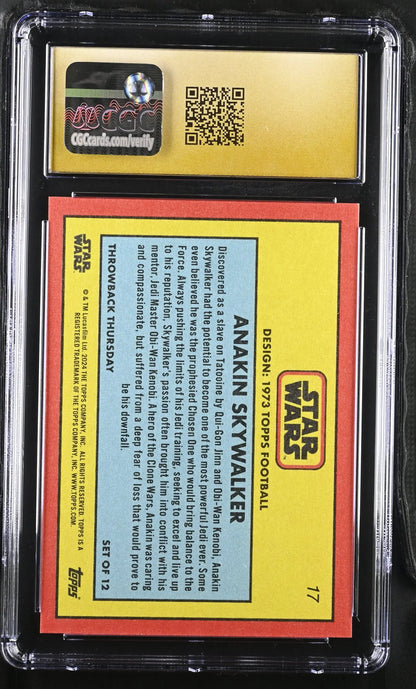 CGC
CGCcards.com/verify
17
STAR
WARS
DESIGN: 1973 TOPPS FOOTBALL
ANAKIN SKYWALKER
Discovered as a slave on Tatooine by Qui-Gon Jinn and Obi-Wan Kenobi, Anakin
Skywalker had the potential to become one of the most powerful Jedi ever. Some
even believed he was the prophesied Chosen One who would bring balance to the
Force. Always pushing the limits of his Jedi training, seeking to excel and live up
to his reputation, Skywalker's passion often brought him into conflict with his
mentor, Jedi Master Obi-Wan Kenobi. A hero of the Clone Wars, Anakin was caring
and compassionate, but suffered from a deep fear of loss that would prove to
be his downfall.
THROWBACK THURSDAY
SET OF 12
STAR
WARS
© & TM Lucasfilm Ltd. 2024 THE TOPPS COMPANY, INC. ALL RIGHTS RESERVED. TOPPS IS A
REGISTERED TRADEMARK OF THE TOPPS COMPANY, INC. WWW.TOPPS.COM.
topps